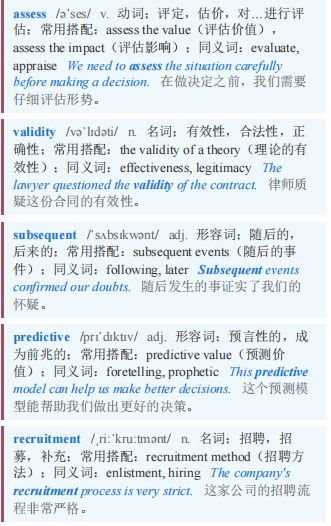 assess /əˈses/ v. 动词；评定，估价，对…进行评
估；常用搭配：assess the value（评估价值），
assess the impact（评估影响）；同义词：evaluate,
appraise We need to assess the situation carefully
before making a decision. 在做决定之前，我们需要
仔细评估形势。
validity /vəˈlɪdəti/ n. 名词；有效性，合法性，正
确性；常用搭配：the validity of a theory（理论的有
效性）；同义词：effectiveness, legitimacy The
lawyer questioned the validity of the contract. 律师质
疑这份合同的有效性。
subsequent /ˈsʌbsɪkwənt/ adj. 形容词；随后的，
后来的；常用搭配：subsequent events（随后的事
件）；同义词：following, later Subsequent events
confirmed our doubts. 随后发生的事证实了我们的
怀疑。
predictive /prɪˈdɪktɪv/ adj. 形容词；预言性的，成
为前兆的；常用搭配：predictive value（预测价
值）；同义词：foretelling, prophetic This predictive
model can help us make better decisions. 这个预测模
型能帮助我们做出更好的决策。
recruitment /ˌriːˈkruːtmənt/ n. 名词；招聘，招
募，补充；常用搭配：recruitment method（招聘方
法）；同义词：enlistment, hiring The company's
recruitment process is very strict. 这家公司的招聘流
程非常严格。